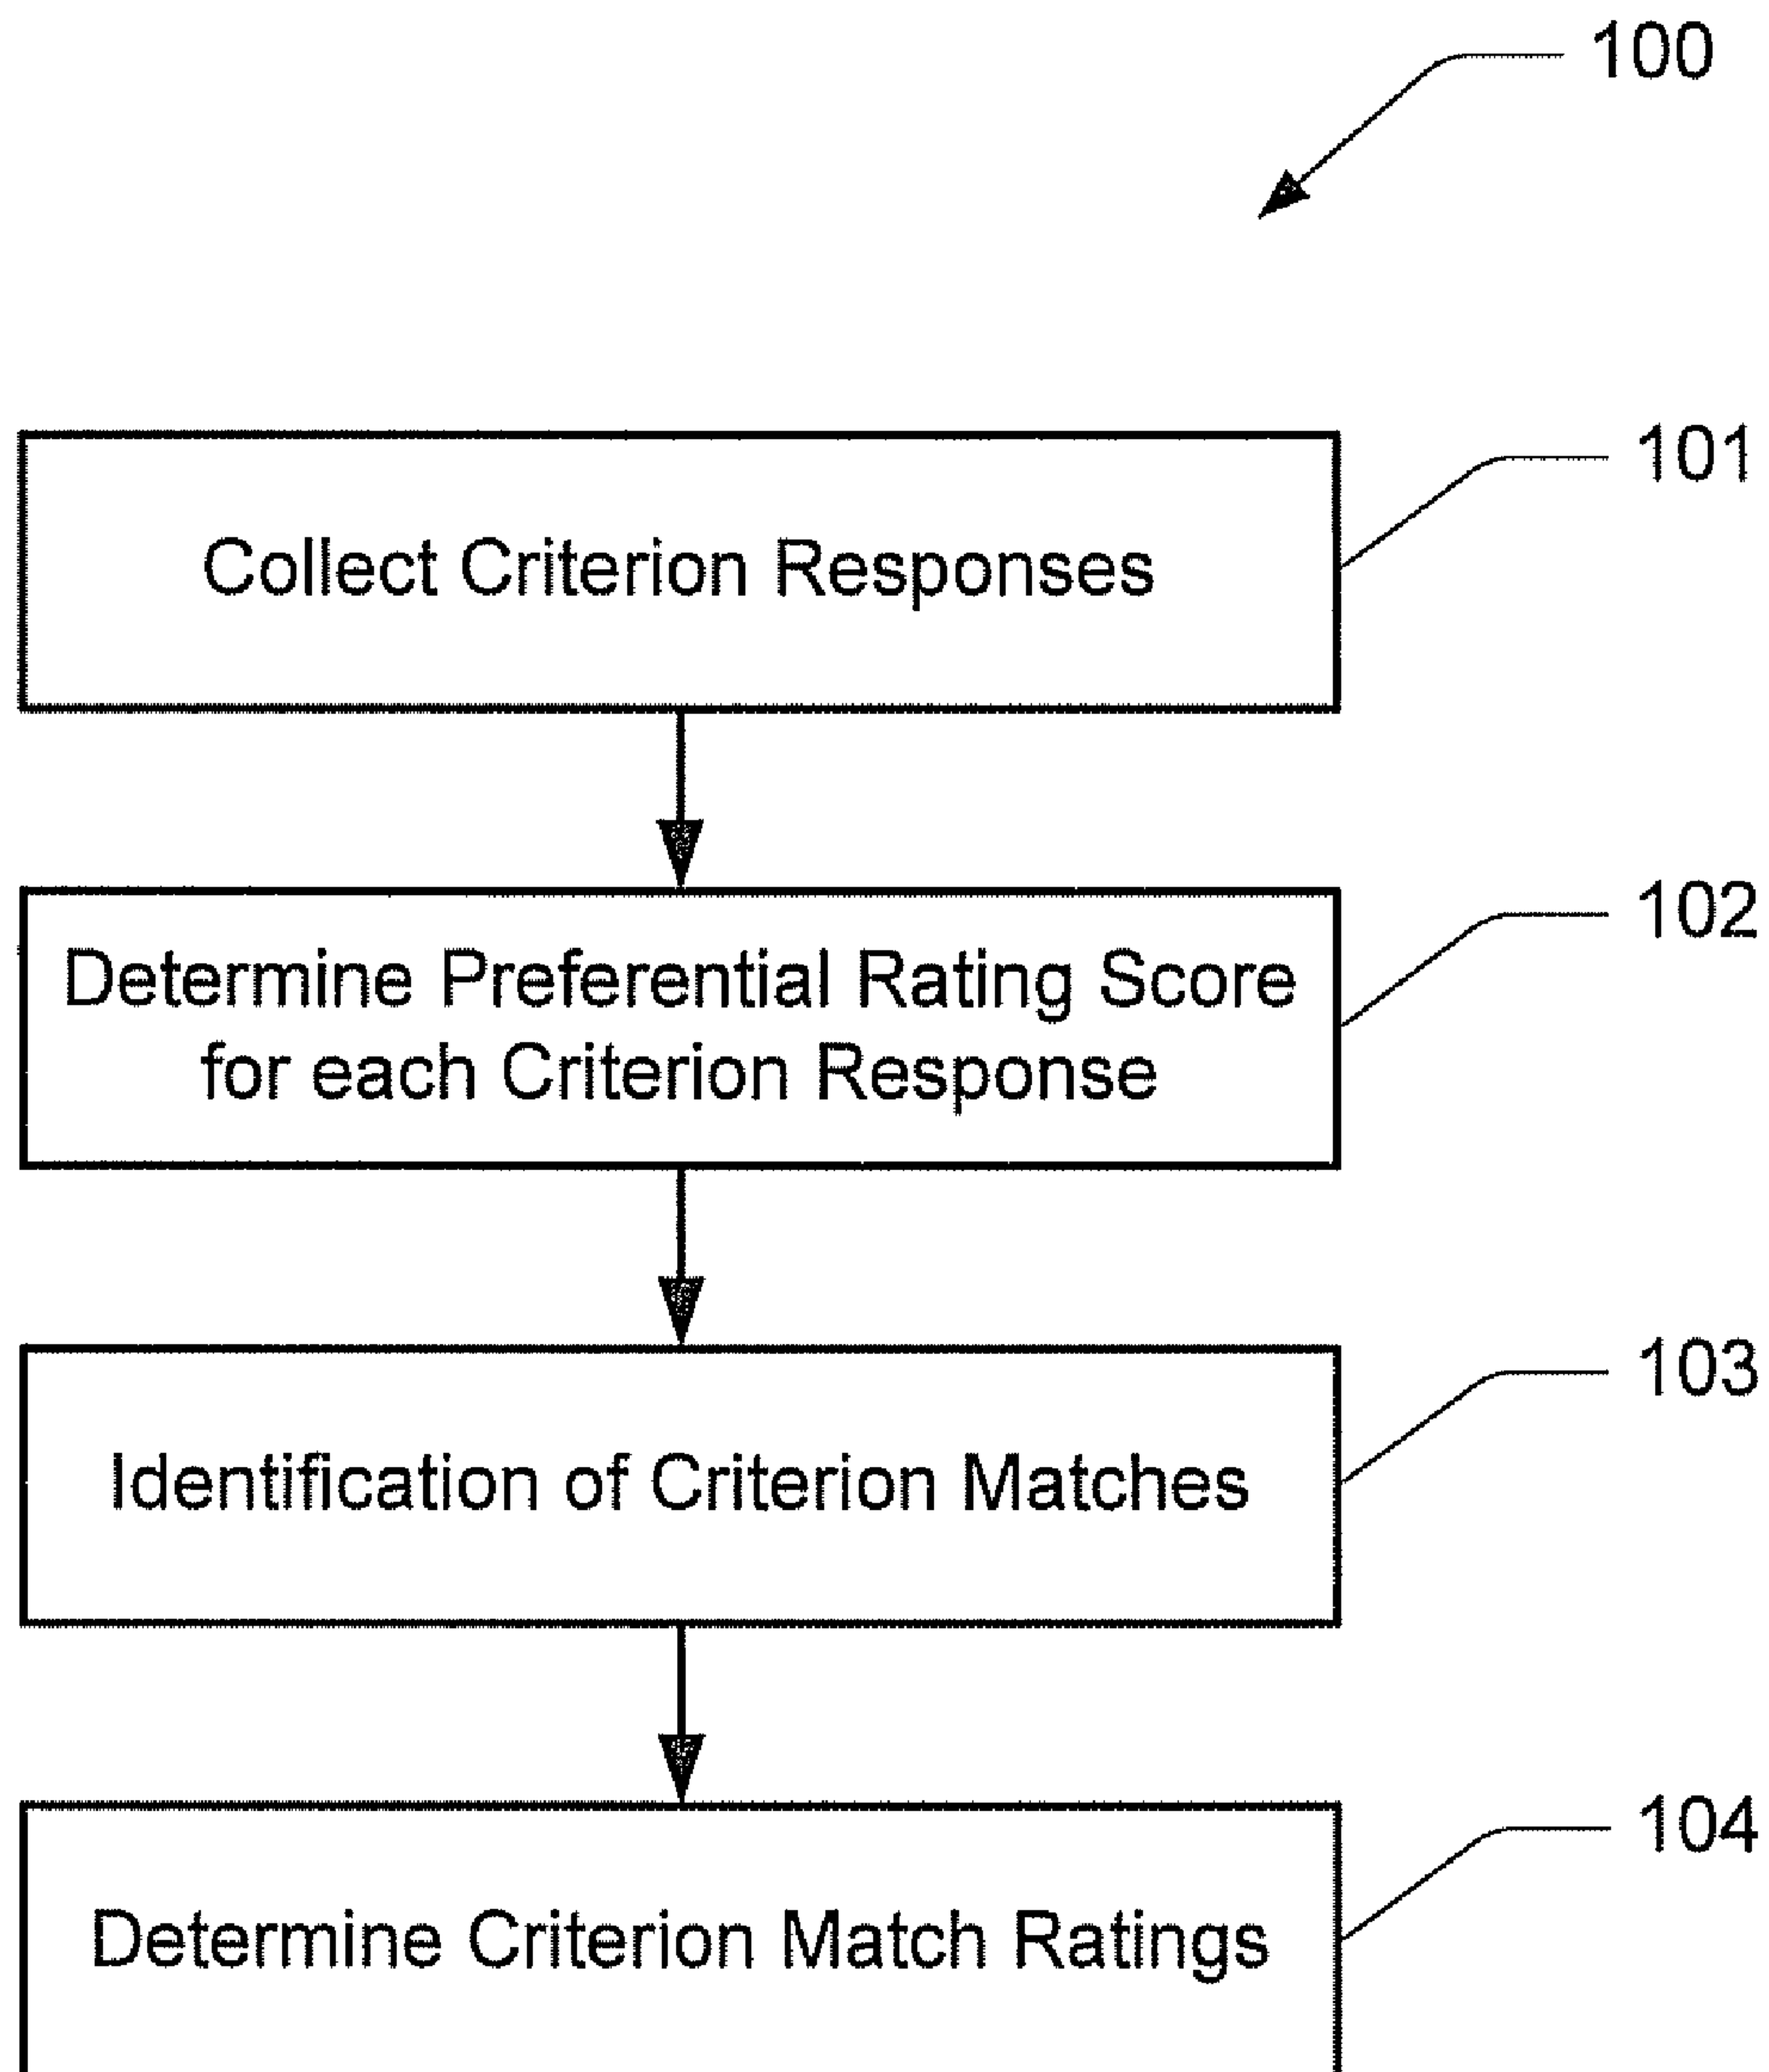 100
101
Collect Criterion Responses
102
Determine Preferential Rating Score
for each Criterion Response
103
Identification of Criterion Matches
104
Determine Criterion Match Ratings